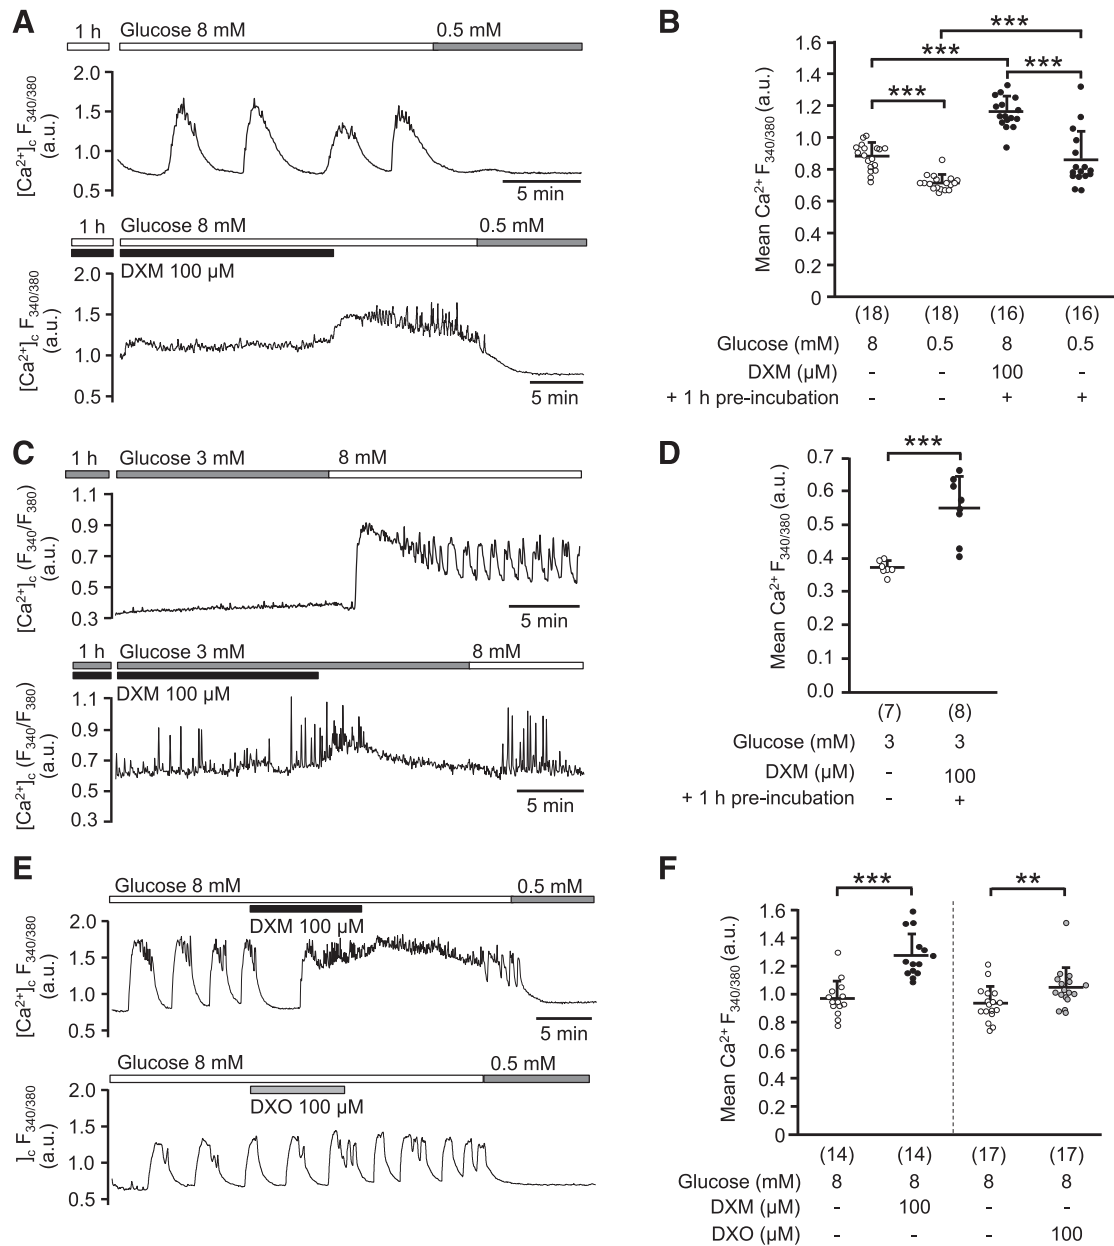 A
1 h Glucose 8 mM 0.5 mM
[Ca²⁺]c F340/380
(a.u.)
2.0
1.5
1.0
0.5
5 min
1 h Glucose 8 mM 0.5 mM
DXM 100 µM
[Ca²⁺]c F340/380
(a.u.)
2.0
1.5
1.0
0.5
5 min
B
*** *** *** ***
Mean Ca²⁺ F340/380 (a.u.)
1.6
1.4
1.2
1.0
0.8
0.6
0.4
0.2
0
(18) (18) (16) (16)
Glucose (mM) 8 0.5 8 0.5
DXM (µM) - - 100 -
+ 1 h pre-incubation - - + +
C
1 h Glucose 3 mM 8 mM
[Ca²⁺]c (F340/F380)
(a.u.)
1.1
0.9
0.7
0.5
0.3
5 min
1 h Glucose 3 mM 8 mM
DXM 100 µM
[Ca²⁺]c (F340/F380)
(a.u.)
1.1
0.9
0.7
0.5
0.3
5 min
D
***
Mean Ca²⁺ F340/380 (a.u.)
0.7
0.6
0.5
0.4
0.3
0.2
0.1
0.0
(7) (8)
Glucose (mM) 3 3
DXM (µM) - 100
+ 1 h pre-incubation - +
E
Glucose 8 mM 0.5 mM
DXM 100 µM
[Ca²⁺]c F340/380
(a.u.)
2.0
1.5
1.0
0.5
5 min
Glucose 8 mM 0.5 mM
DXO 100 µM
]c F340/380
(a.u.)
2.0
1.5
1.0
0.5
5 min
F
*** **
Mean Ca²⁺ F340/380 (a.u.)
1.6
1.4
1.2
1.0
0.8
0.6
0.4
0.2
0
(14) (14) (17) (17)
Glucose (mM) 8 8 8 8
DXM (µM) - 100 - -
DXO (µM) - - - 100